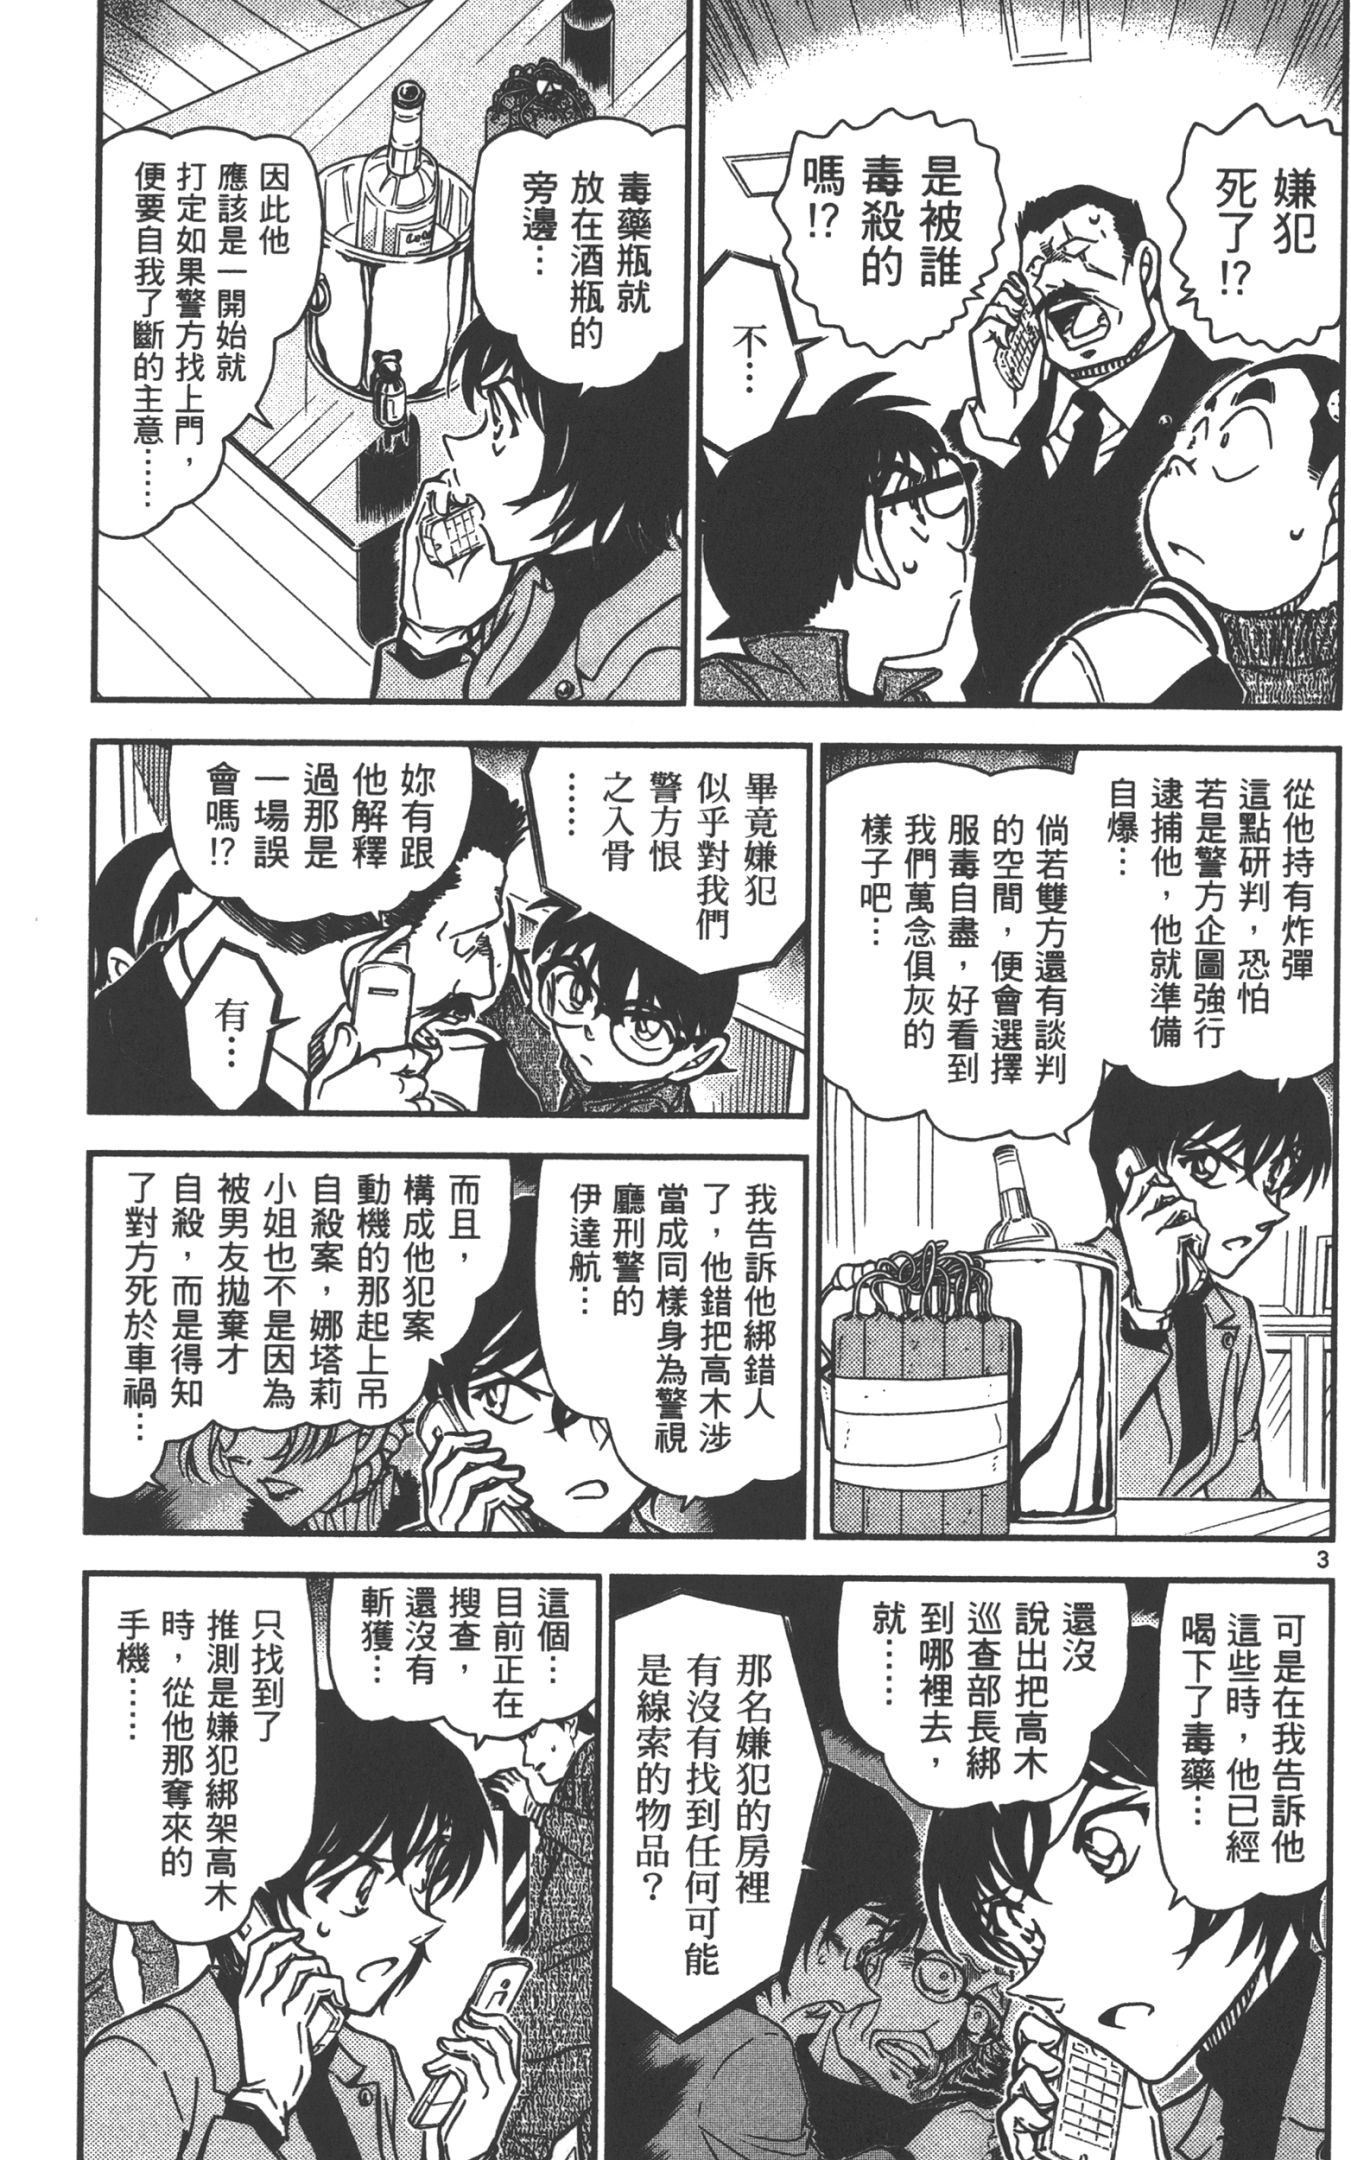 嫌犯
死了!?
是被誰
毒殺的
嗎!?
不…
毒藥瓶就
放在酒瓶的
旁邊…
因此他
應該是一開始就
打定如果警方找上門，
便要自我了斷的主意……
從他持有炸彈
這點研判，恐怕
若是警方企圖強行
逮捕他，他就準備
自爆…
倘若雙方還有談判
的空間，便會選擇
服毒自盡，好看到
我們萬念俱灰的
樣子吧…
畢竟嫌犯
似乎對我們
警方恨
之入骨
……
妳有跟
他解釋
過那是
一場誤
會嗎!?
有…
我告訴他綁錯人
了，他錯把高木涉
當成同樣身為警視
廳刑警的
伊達航…
而且，
構成他犯案
動機的那起上吊
自殺案，娜塔莉
小姐也不是因為
被男友拋棄才
自殺，而是得知
了對方死於車禍…
3
可是在我告訴他
這些時，他已經
喝下了毒藥…
還沒
說出把高木
巡查部長綁
到哪裡去，
就……
那名嫌犯的房裡
有沒有找到任何可能
是線索的物品？
這個…
目前正在
搜查，
還沒有
斬獲…
只找到了
推測是嫌犯綁架高木
時，從他那奪來的
手機……